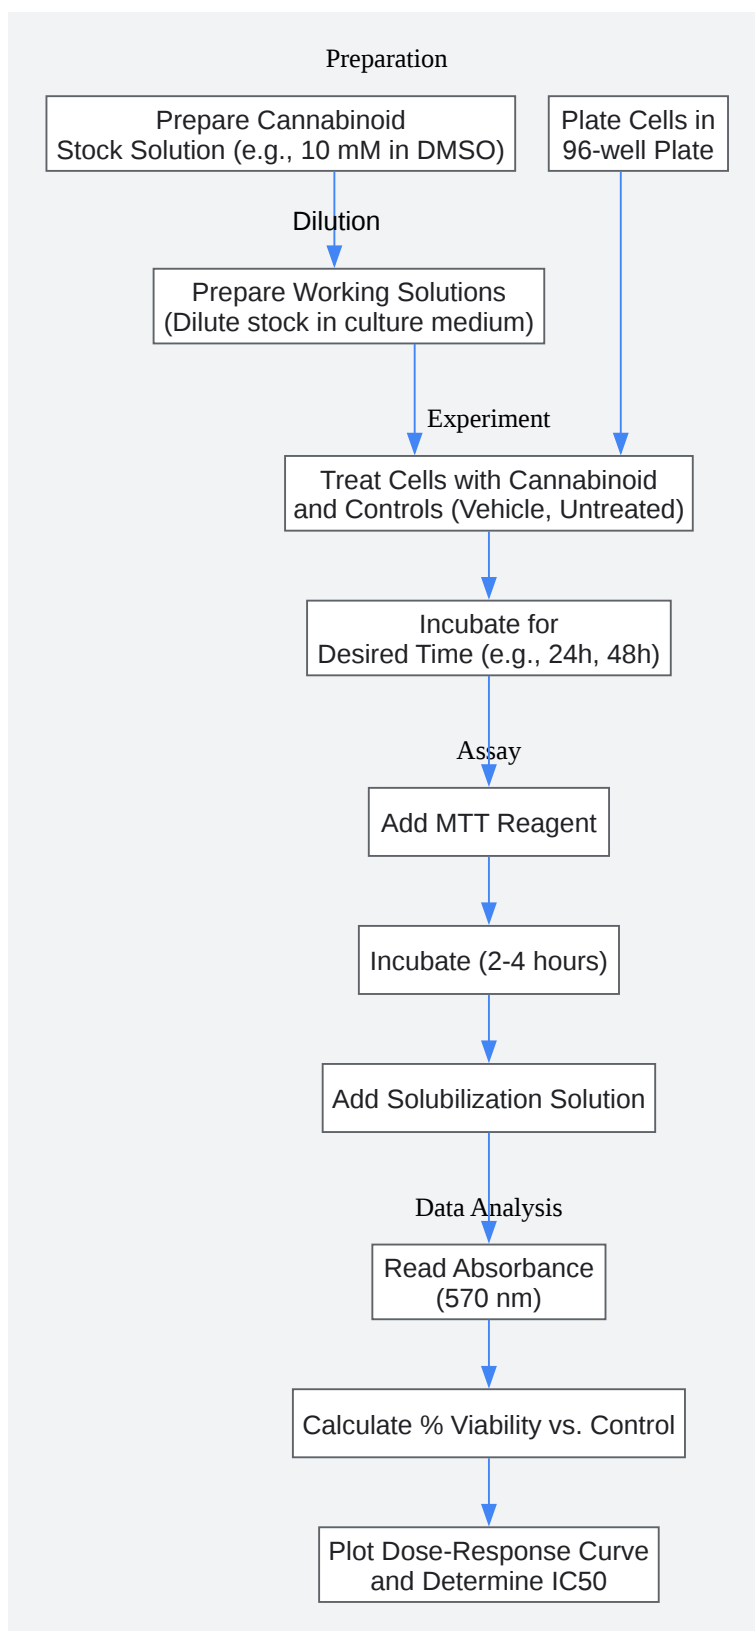 Preparation
Prepare Cannabinoid
Stock Solution (e.g., 10 mM in DMSO)
Plate Cells in
96-well Plate
Dilution
Prepare Working Solutions
(Dilute stock in culture medium)
Experiment
Treat Cells with Cannabinoid
and Controls (Vehicle, Untreated)
Incubate for
Desired Time (e.g., 24h, 48h)
Assay
Add MTT Reagent
Incubate (2-4 hours)
Add Solubilization Solution
Data Analysis
Read Absorbance
(570 nm)
Calculate % Viability vs. Control
Plot Dose-Response Curve
and Determine IC50